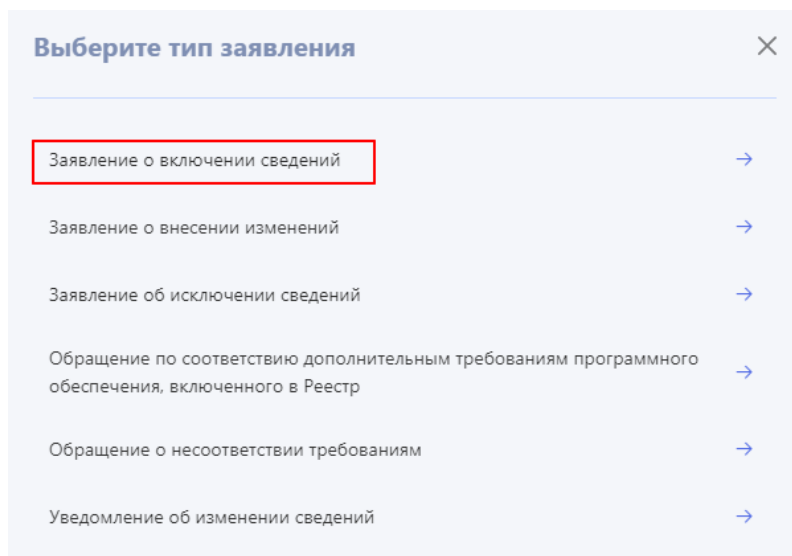 Выберите тип заявления
Заявление о включении сведений
Заявление о внесении изменений
Заявление об исключении сведений
Обращение по соответствию дополнительным требованиям программного
обеспечения, включенного в Реестр
Обращение о несоответствии требованиям
Уведомление об изменении сведений